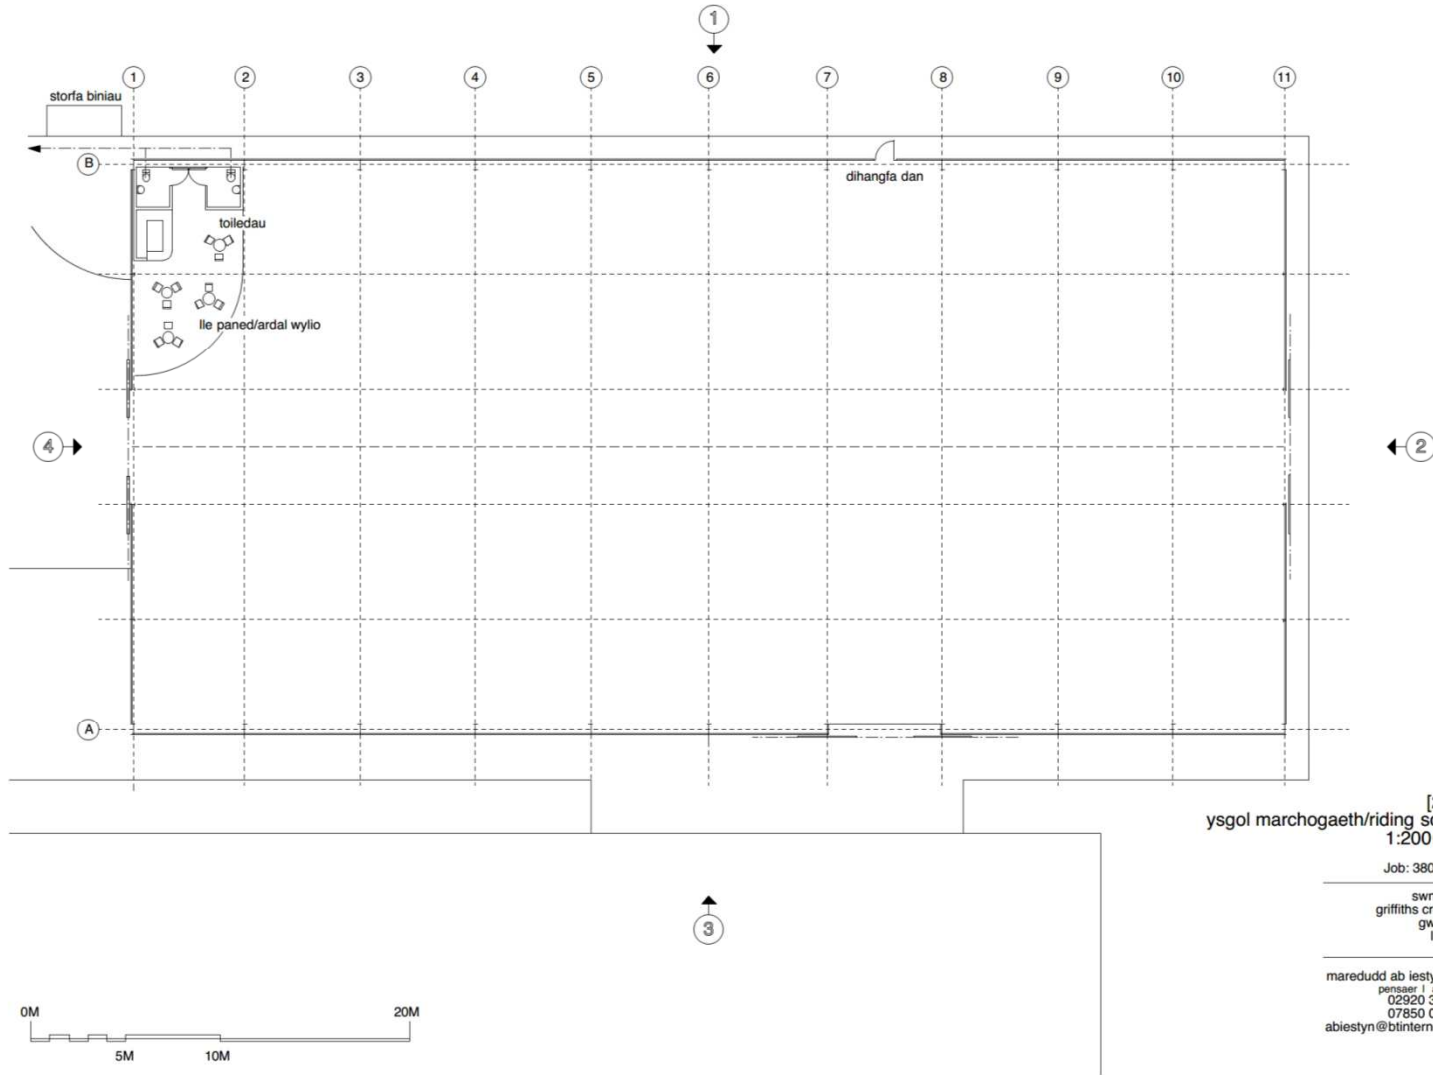 1
1 2 3 4 5 6 7 8 9 10 11
storfa biniau
B
dihangfa dan
toiledau
lle paned/ardal wylio
4
2
A
ysgol marchogaeth/riding
1:200
Job: 380
griffiths
3
maredudd ab
pensaer
0M 20M
02920
07850
5M 10M